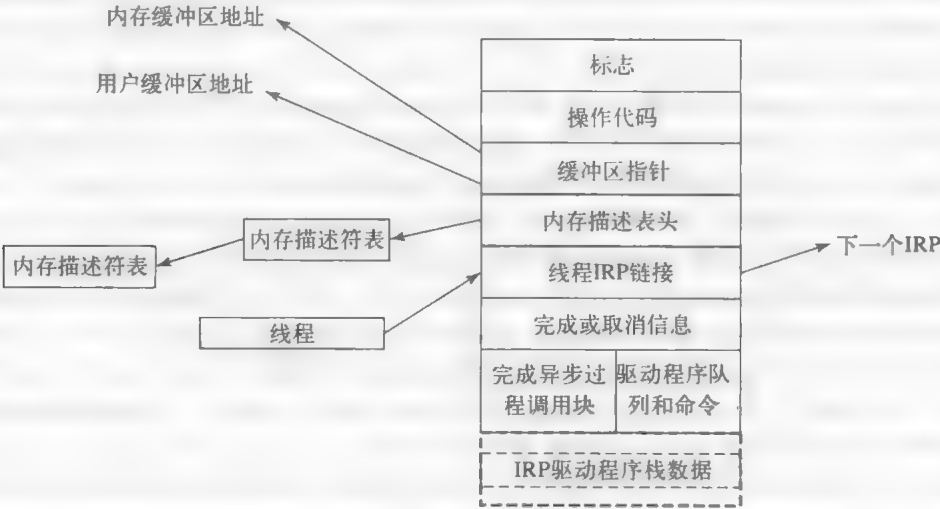 内存缓冲区地址
用户缓冲区地址
标志
操作代码
缓冲区指针
内存描述表头
内存描述符表
内存描述符表
线程IRP链接
下一个IRP
线程
完成或取消信息
完成异步过
程调用块
驱动程序队
列和命令
IRP驱动程序栈数据